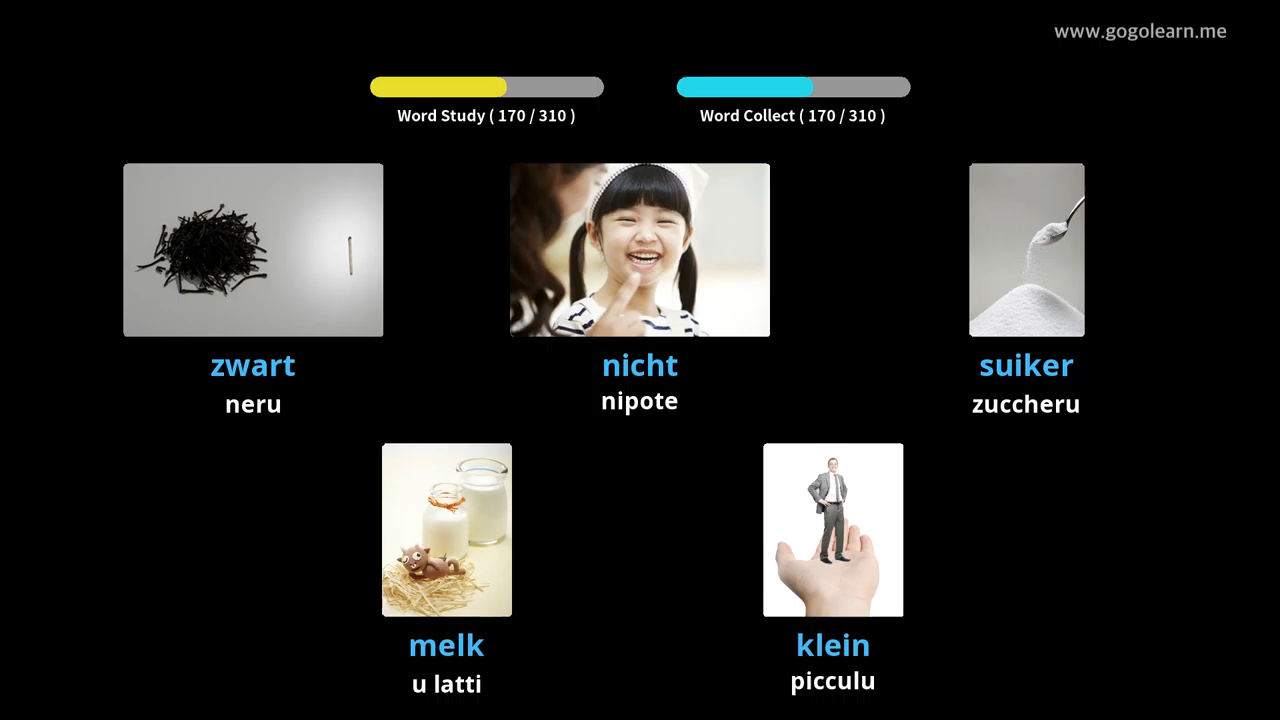 www.gogolearn.me
Word Study ( 170 / 310 )
Word Collect ( 170 / 310 )
zwart
neru
nicht
nipote
suiker
zuccheru
melk
u latti
klein
picculu